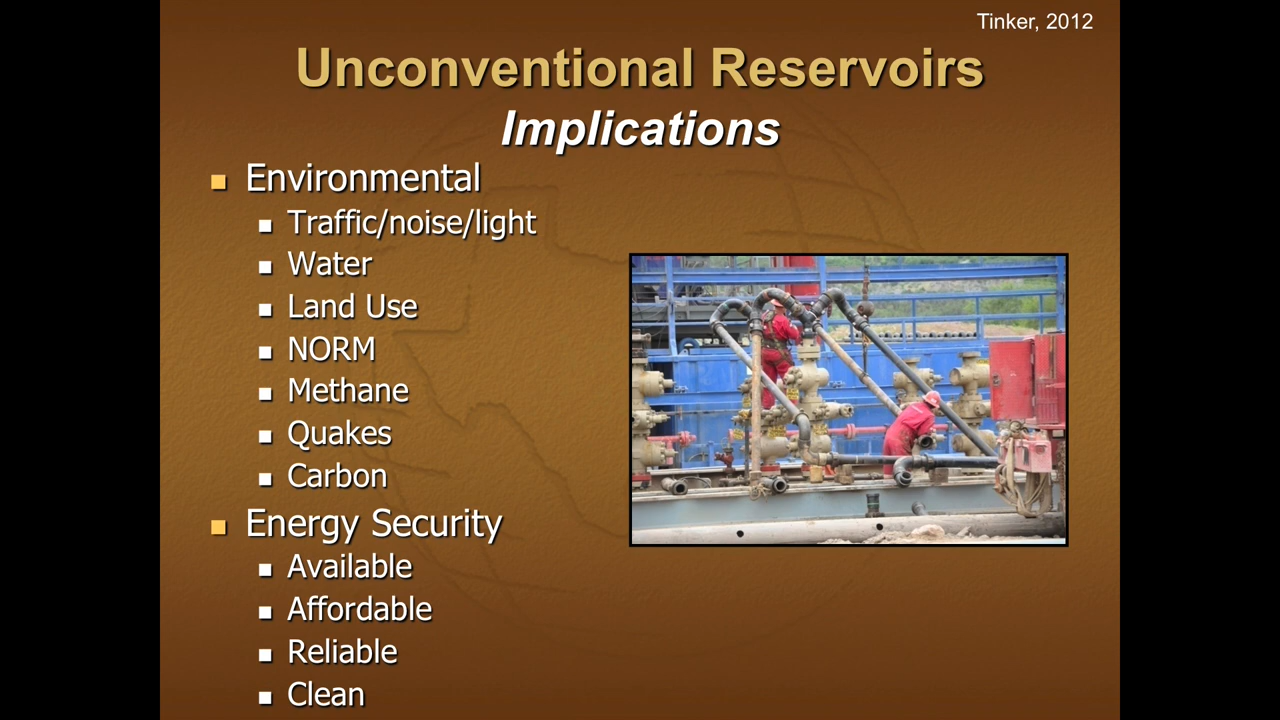 Tinker, 2012
Unconventional Reservoirs
Implications
Environmental
Traffic/noise/light
Water
Land Use
NORM
Methane
Quakes
Carbon
Energy Security
Available
Affordable
Reliable
Clean